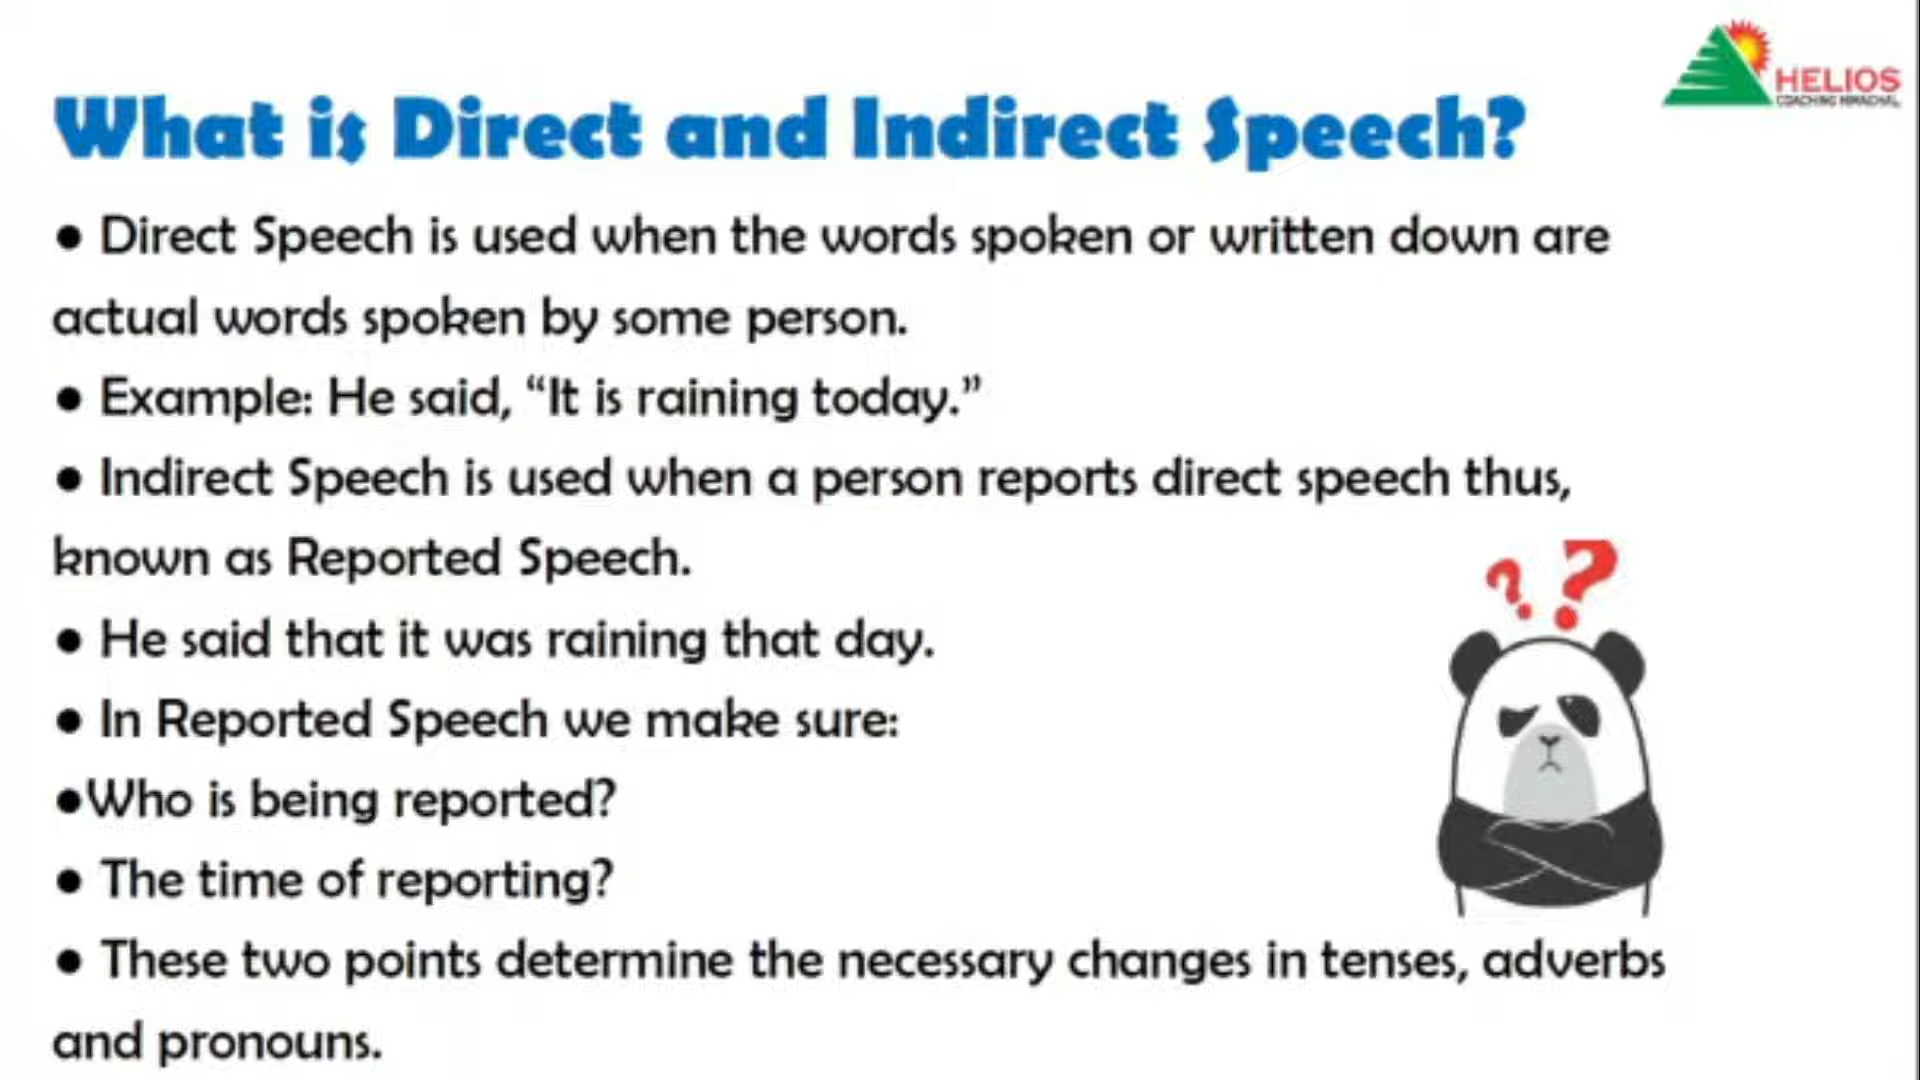 HELIOS
COACHING HIMACHAL
What is Direct and Indirect Speech?
● Direct Speech is used when the words spoken or written down are
actual words spoken by some person.
● Example: He said, “It is raining today.”
● Indirect Speech is used when a person reports direct speech thus,
known as Reported Speech.
● He said that it was raining that day.
● In Reported Speech we make sure:
●Who is being reported?
● The time of reporting?
● These two points determine the necessary changes in tenses, adverbs
and pronouns.
? ?